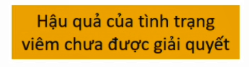 Hậu quả của tình trạng
viêm chưa được giải quyết